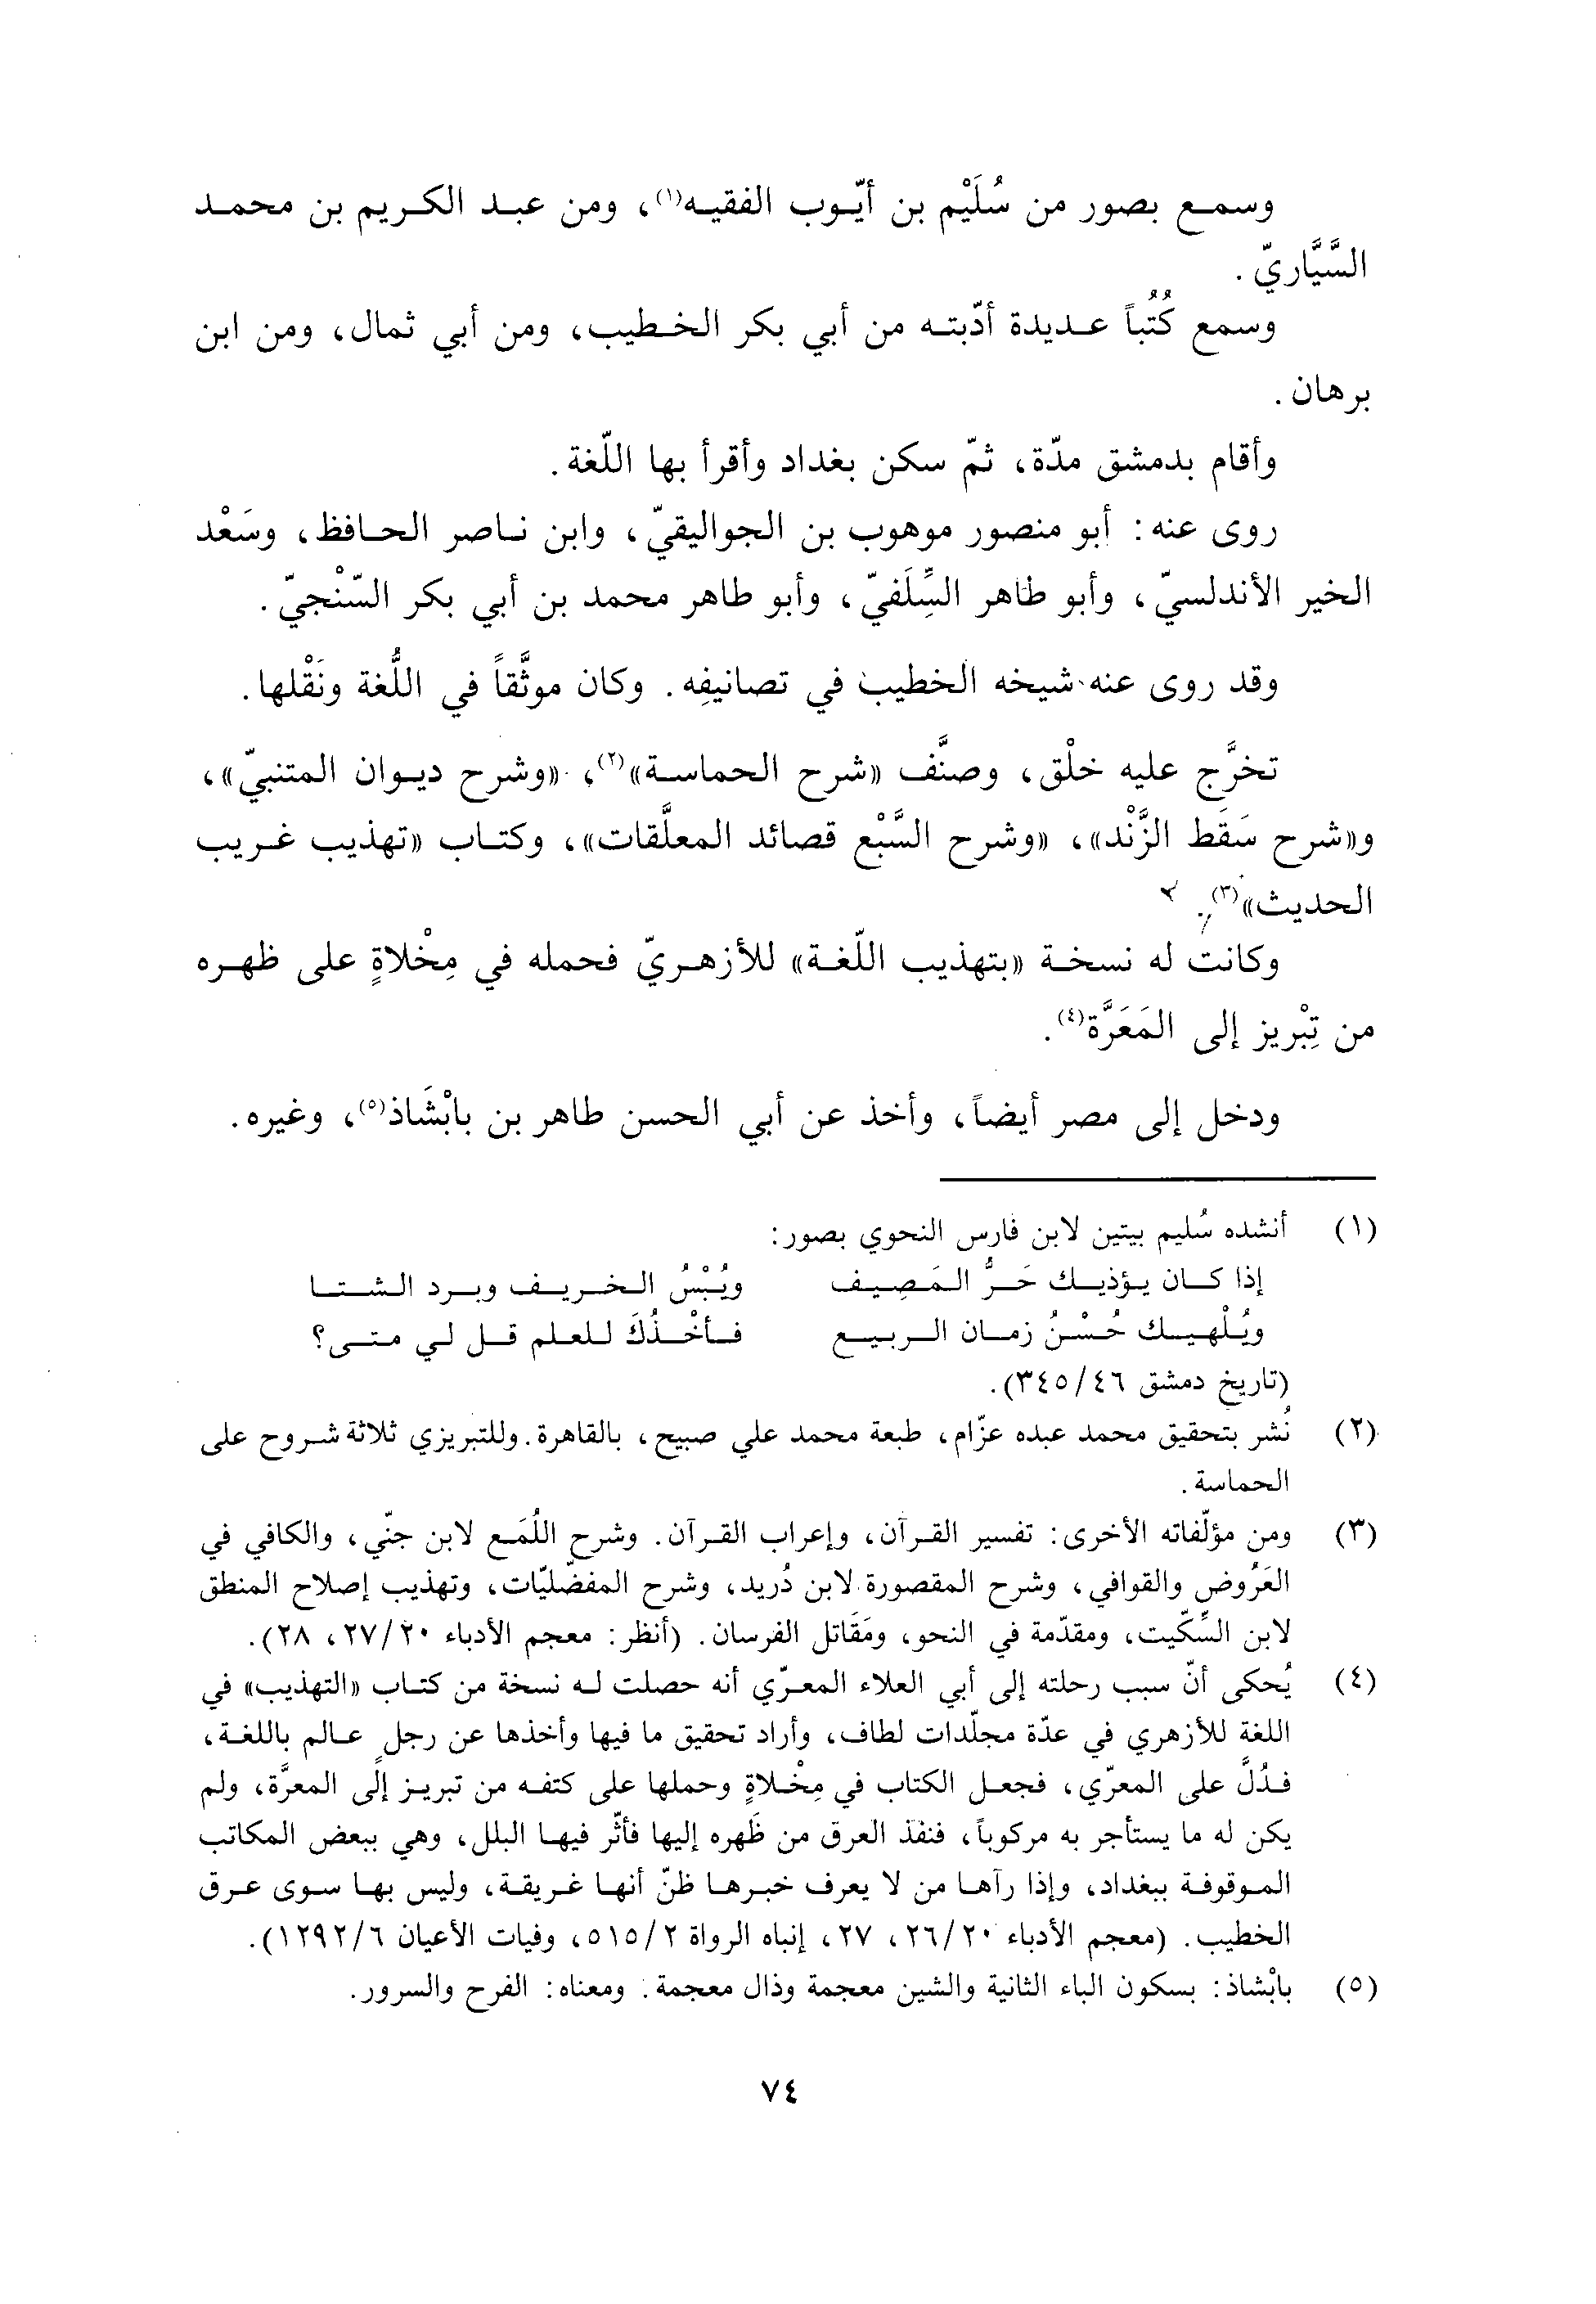 وسمع بصور من سُلَيْم بن أيّوب الفقيه(١)، ومن عبد الكريم بن محمد
السَّيَّاريّ.
وسمع كُتُباً عديدة أدّبته من أبي بكر الخطيب، ومن أبي ثمال، ومن ابن
برهان.
وأقام بدمشق مدّة، ثمّ سكن بغداد وأقرأ بها اللّغة.
روى عنه: أبو منصور موهوب بن الجواليقيّ، وابن ناصر الحافظ، وسَعْد
الخير الأندلسيّ، وأبو طاهر السِّلَفيّ، وأبو طاهر محمد بن أبي بكر السّنْجيّ.
وقد روى عنه شيخه الخطيب في تصانيفِه. وكان موثَّقاً في اللُّغة ونَقْلها.
تخرَّج عليه خلْق، وصنَّف «شرح الحماسة»(٢)، «وشرح ديوان المتنبيّ»،
و«شرح سَقَط الزَّنْد»، «وشرح السَّبْع قصائد المعلَّقات»، وكتاب «تهذيب غريب
الحديث»(٣).
وكانت له نسخة «بتهذيب اللّغة» للأزهريّ فحمله في مِخْلاةٍ على ظهره
من تِبْريز إلى المَعَرَّة(٤).
ودخل إلى مصر أيضاً، وأخذ عن أبي الحسن طاهر بن بابْشَاذ(٥)، وغيره.
(١) أنشده سُليم بيتين لابن فارس النحوي بصور:
إذا كان يؤذيك حَرُّ المَصِيف ويُبْسُ الخريف وبرد الشتا
ويُلْهيك حُسْنُ زمان الربيع فأخْذُكَ للعلم قل لي متى؟
(تاريخ دمشق ٤٦/٣٤٥).
(٢) نُشر بتحقيق محمد عبده عزّام، طبعة محمد علي صبيح، بالقاهرة. وللتبريزي ثلاثة شروح على
الحماسة.
(٣) ومن مؤلّفاته الأخرى: تفسير القرآن، وإعراب القرآن. وشرح اللُمَع لابن جنّي، والكافي في
العَرُوض والقوافي، وشرح المقصورة لابن دُريد، وشرح المفضّليّات، وتهذيب إصلاح المنطق
لابن السِّكّيت، ومقدّمة في النحو، ومَقَاتل الفرسان. (أنظر: معجم الأدباء ٢٠/٢٧، ٢٨).
(٤) يُحكى أنّ سبب رحلته إلى أبي العلاء المعرّي أنه حصلت له نسخة من كتاب «التهذيب» في
اللغة للأزهري في عدّة مجلّدات لطاف، وأراد تحقيق ما فيها وأخذها عن رجلٍ عالم باللغة،
فدُلَّ على المعرّي، فجعل الكتاب في مِخْلاةٍ وحملها على كتفه من تبريز إلى المعرَّة، ولم
يكن له ما يستأجر به مركوباً، فنفذ العرق من ظَهره إليها فأثّر فيها البلل، وهي ببعض المكاتب
الموقوفة ببغداد، وإذا رآها من لا يعرف خبرها ظنّ أنها غريقة، وليس بها سوى عرق
الخطيب. (معجم الأدباء ٢٠/٢٦، ٢٧، إنباه الرواة ٢/٥١٥، وفيات الأعيان ٦/١٢٩٢).
(٥) بابْشاذ: بسكون الباء الثانية والشين معجمة وذال معجمة. ومعناه: الفرح والسرور.
٧٤